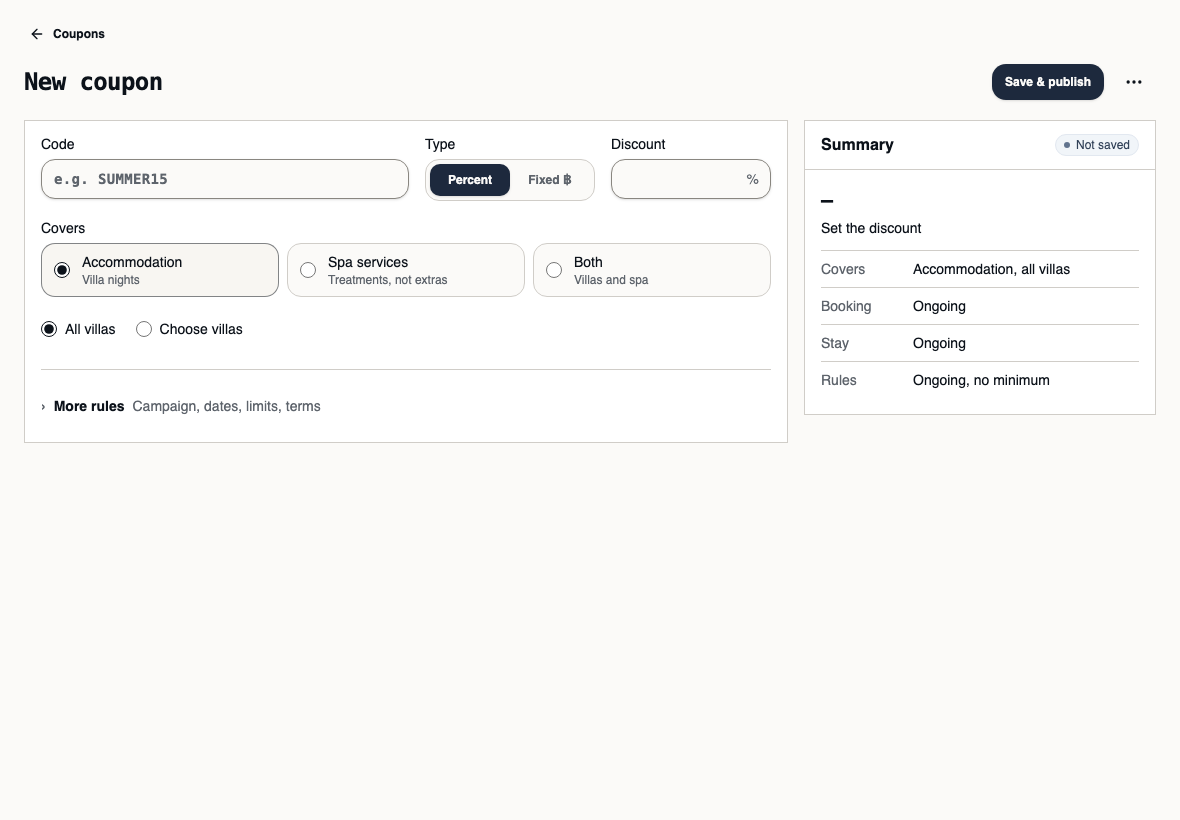 Coupons
New coupon
Save & publish
Code
Type
Discount
e.g. SUMMER15
Percent
Fixed ฿
%
Covers
Accommodation
Villa nights
Spa services
Treatments, not extras
Both
Villas and spa
All villas
Choose villas
› More rules Campaign, dates, limits, terms
Summary
Not saved
–
Set the discount
Covers Accommodation, all villas
Booking Ongoing
Stay Ongoing
Rules Ongoing, no minimum